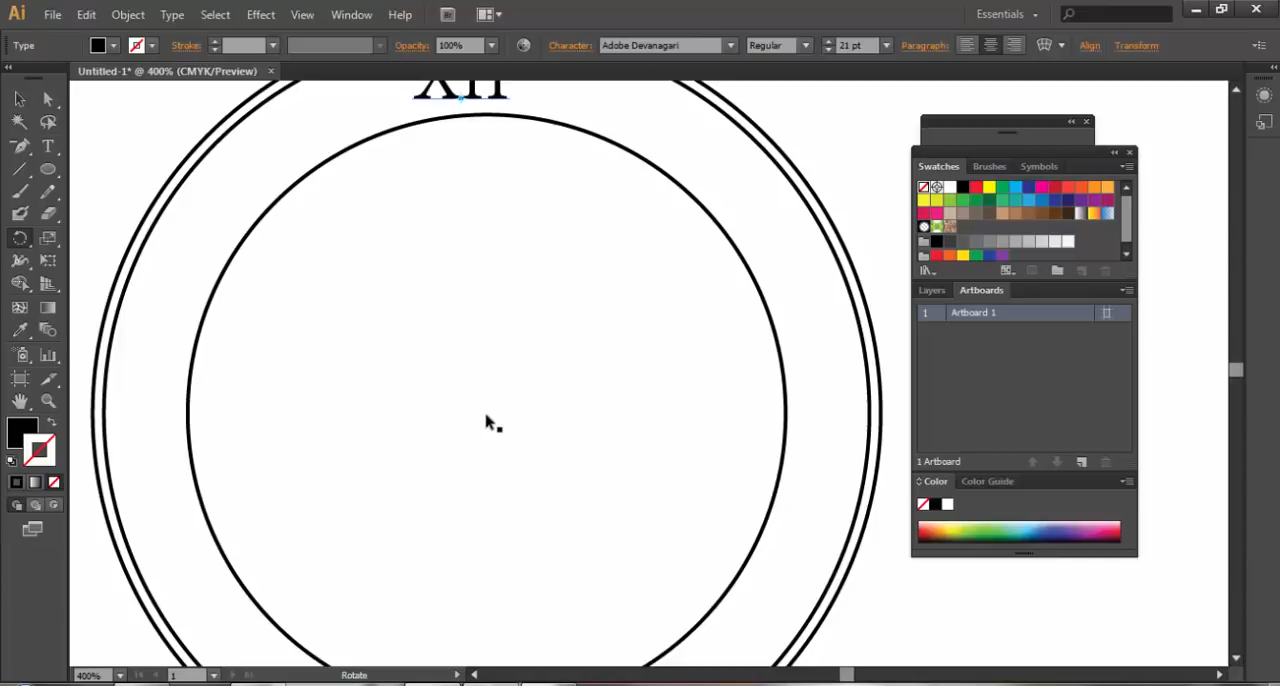 Ai File Edit Object Type Select Effect View Window Help Br Essentials
Type Stroke: Opacity: 100% Character: Adobe Devanagari Regular 21 pt Paragraph: Align Transform
Untitled-1* @ 400% (CMYK/Preview)
XII
Swatches Brushes Symbols
Layers Artboards
1 Artboard 1
1 Artboard
Color Color Guide
400% 1 Rotate